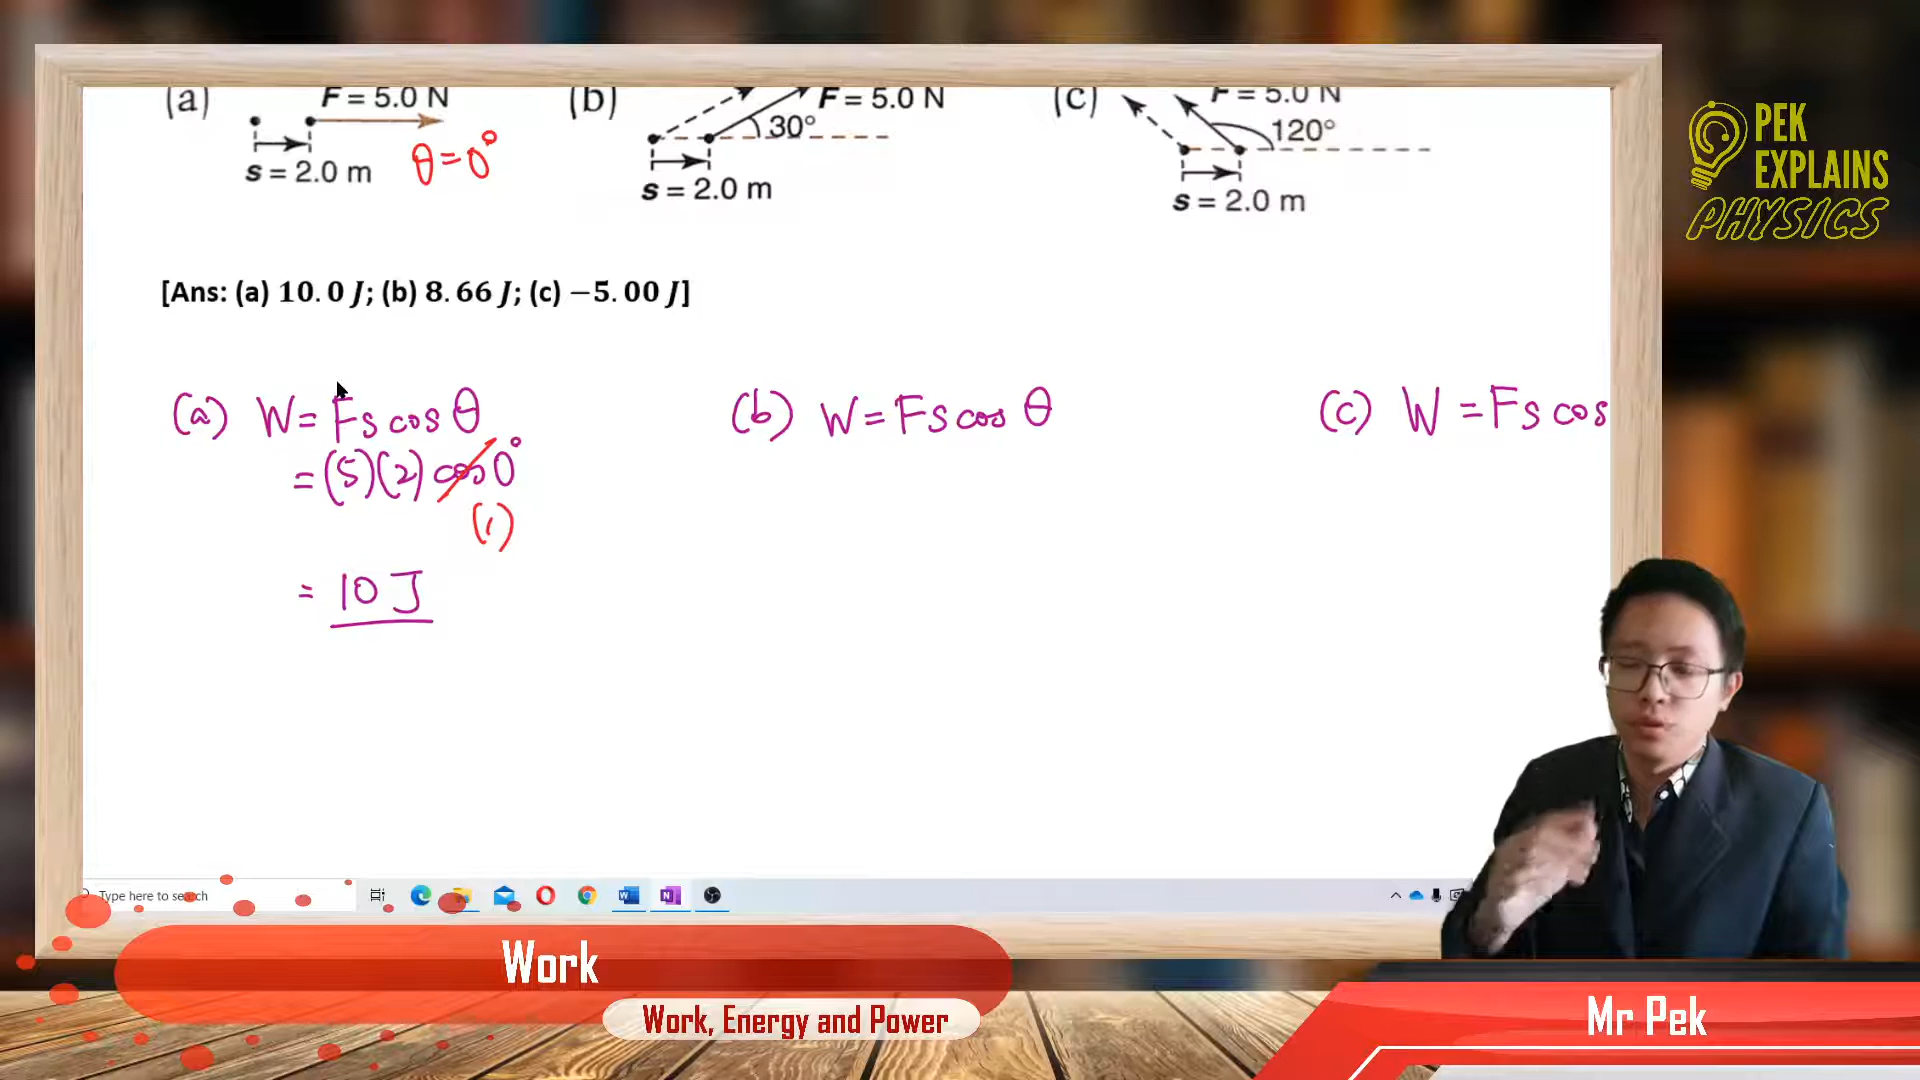 (a)
F = 5.0 N
s = 2.0 m
θ = 0°
(b)
F = 5.0 N
30°
s = 2.0 m
(c)
F = 5.0 N
120°
s = 2.0 m
PEK
EXPLAINS
PHYSICS
[Ans: (a) 10.0 J; (b) 8.66 J; (c) −5.00 J]
(a) W = Fs cos θ
= (5)(2) cos 0°
(1)
= 10 J
(b) W = Fs cos θ
(c) W = Fs cos
Type here to search
Work
Work, Energy and Power
Mr Pek